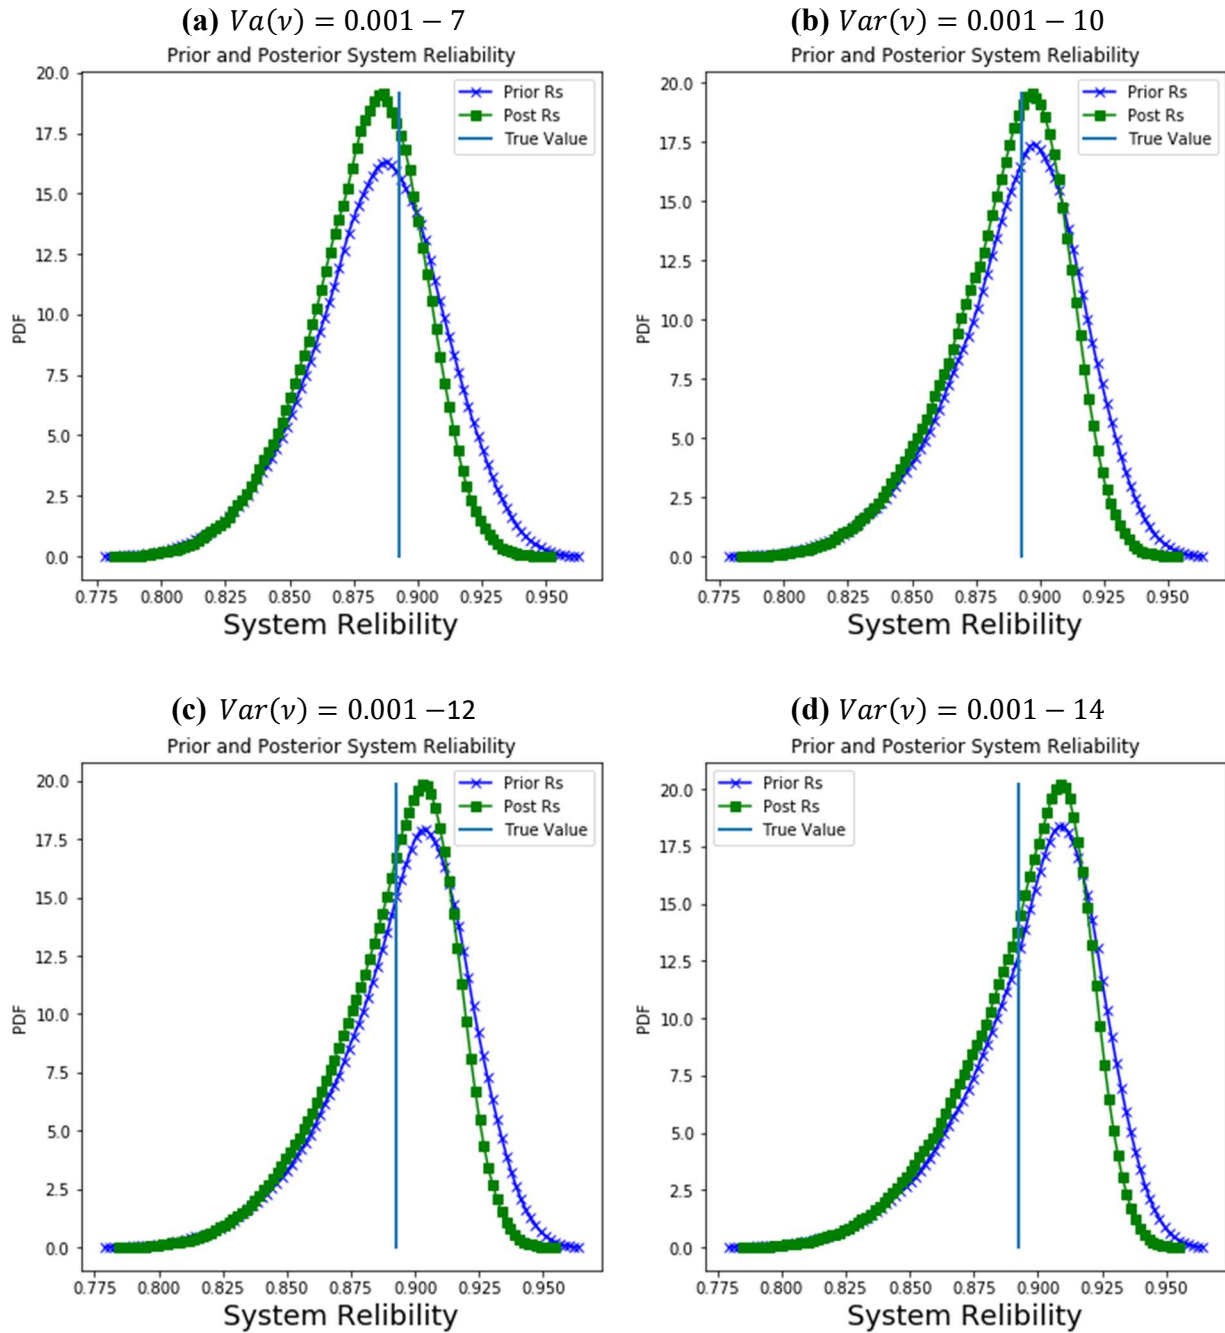 (a) Va(ν) = 0.001 − 7
Prior and Posterior System Reliability
20.0
17.5
15.0
12.5
10.0
7.5
5.0
2.5
0.0
PDF
Prior Rs
Post Rs
True Value
0.775 0.800 0.825 0.850 0.875 0.900 0.925 0.950
System Relibility
(b) Var(ν) = 0.001 − 10
Prior and Posterior System Reliability
20.0
17.5
15.0
12.5
10.0
7.5
5.0
2.5
0.0
PDF
Prior Rs
Post Rs
True Value
0.775 0.800 0.825 0.850 0.875 0.900 0.925 0.950
System Relibility
(c) Var(ν) = 0.001 −12
Prior and Posterior System Reliability
20.0
17.5
15.0
12.5
10.0
7.5
5.0
2.5
0.0
PDF
Prior Rs
Post Rs
True Value
0.775 0.800 0.825 0.850 0.875 0.900 0.925 0.950
System Relibility
(d) Var(ν) = 0.001 − 14
Prior and Posterior System Reliability
20.0
17.5
15.0
12.5
10.0
7.5
5.0
2.5
0.0
PDF
Prior Rs
Post Rs
True Value
0.775 0.800 0.825 0.850 0.875 0.900 0.925 0.950
System Relibility